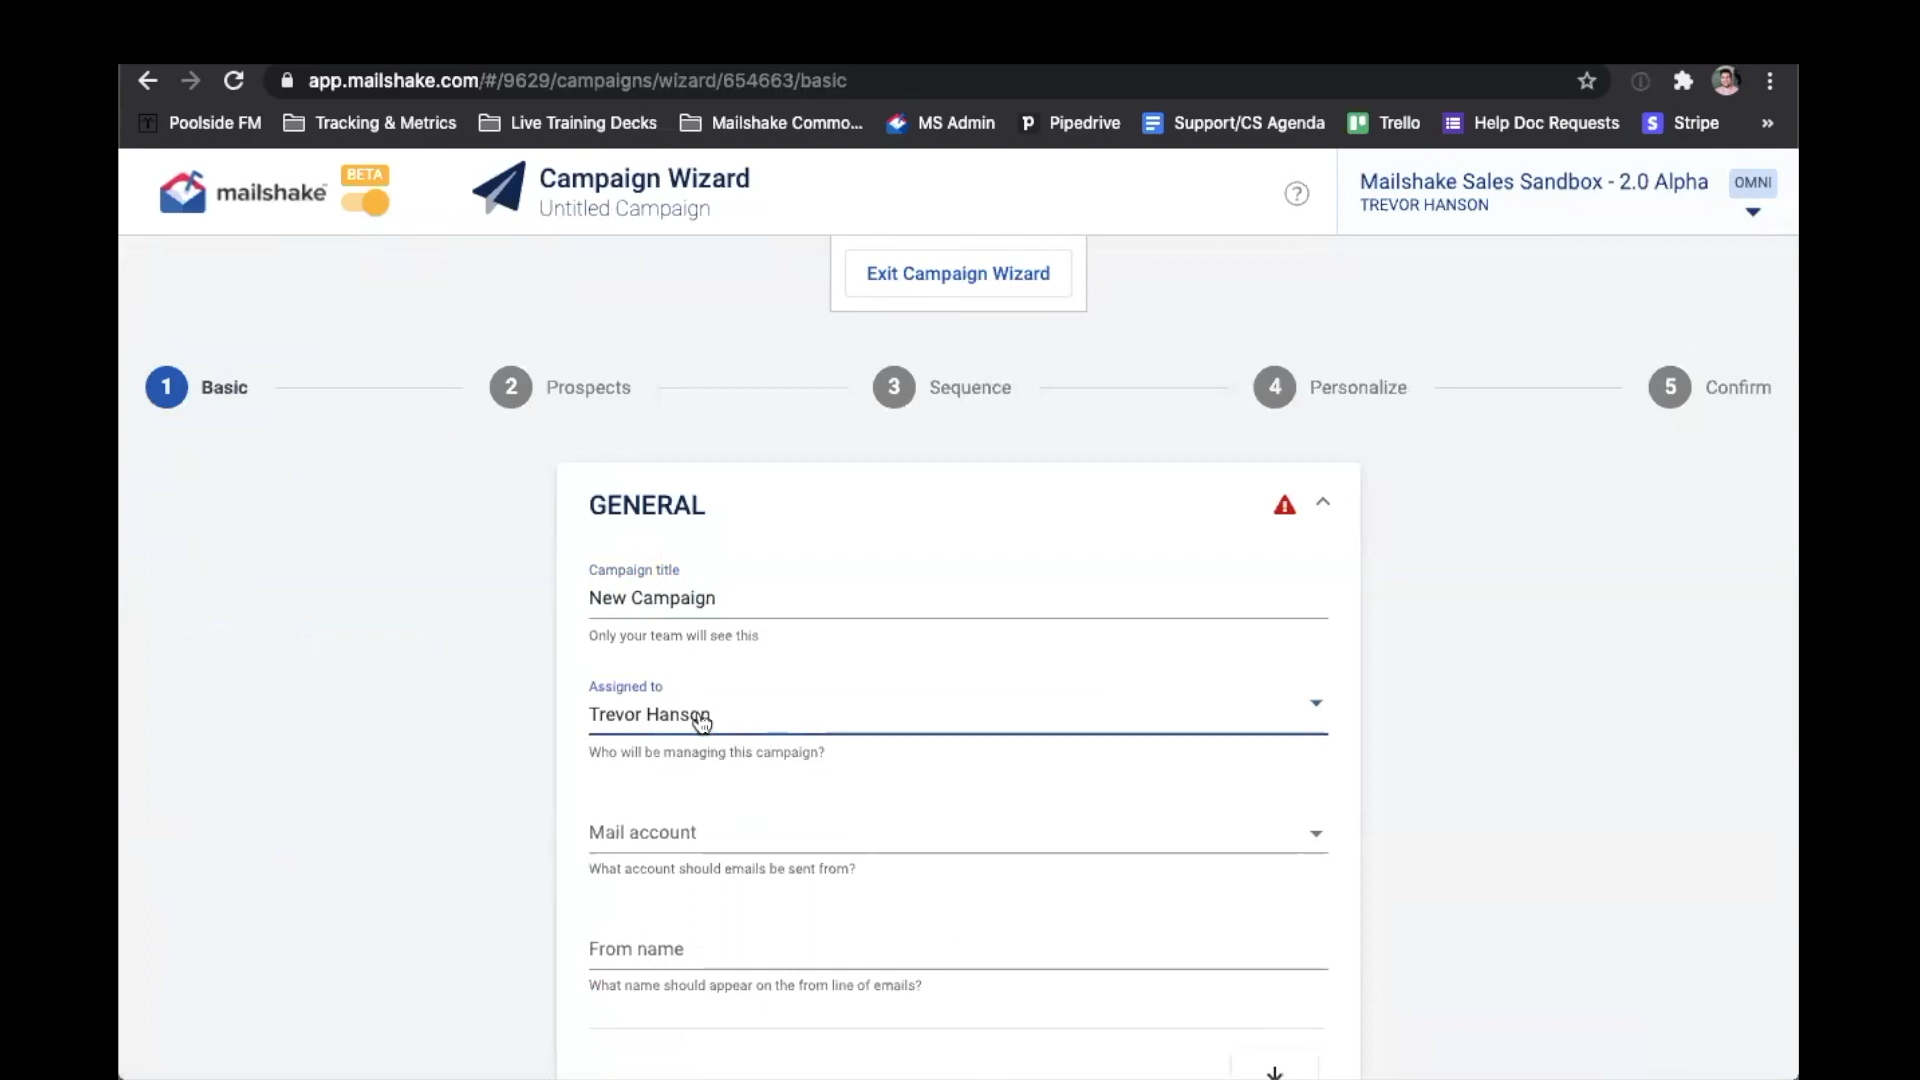 app.mailshake.com/#/9629/campaigns/wizard/654663/basic
Poolside FM Tracking & Metrics Live Training Decks Mailshake Commo... MS Admin Pipedrive Support/CS Agenda Trello Help Doc Requests Stripe »
mailshake BETA
Campaign Wizard
Untitled Campaign
?
Mailshake Sales Sandbox - 2.0 Alpha OMNI
TREVOR HANSON
Exit Campaign Wizard
1 Basic 2 Prospects 3 Sequence 4 Personalize 5 Confirm
GENERAL
Campaign title
New Campaign
Only your team will see this
Assigned to
Trevor Hanson
Who will be managing this campaign?
Mail account
What account should emails be sent from?
From name
What name should appear on the from line of emails?